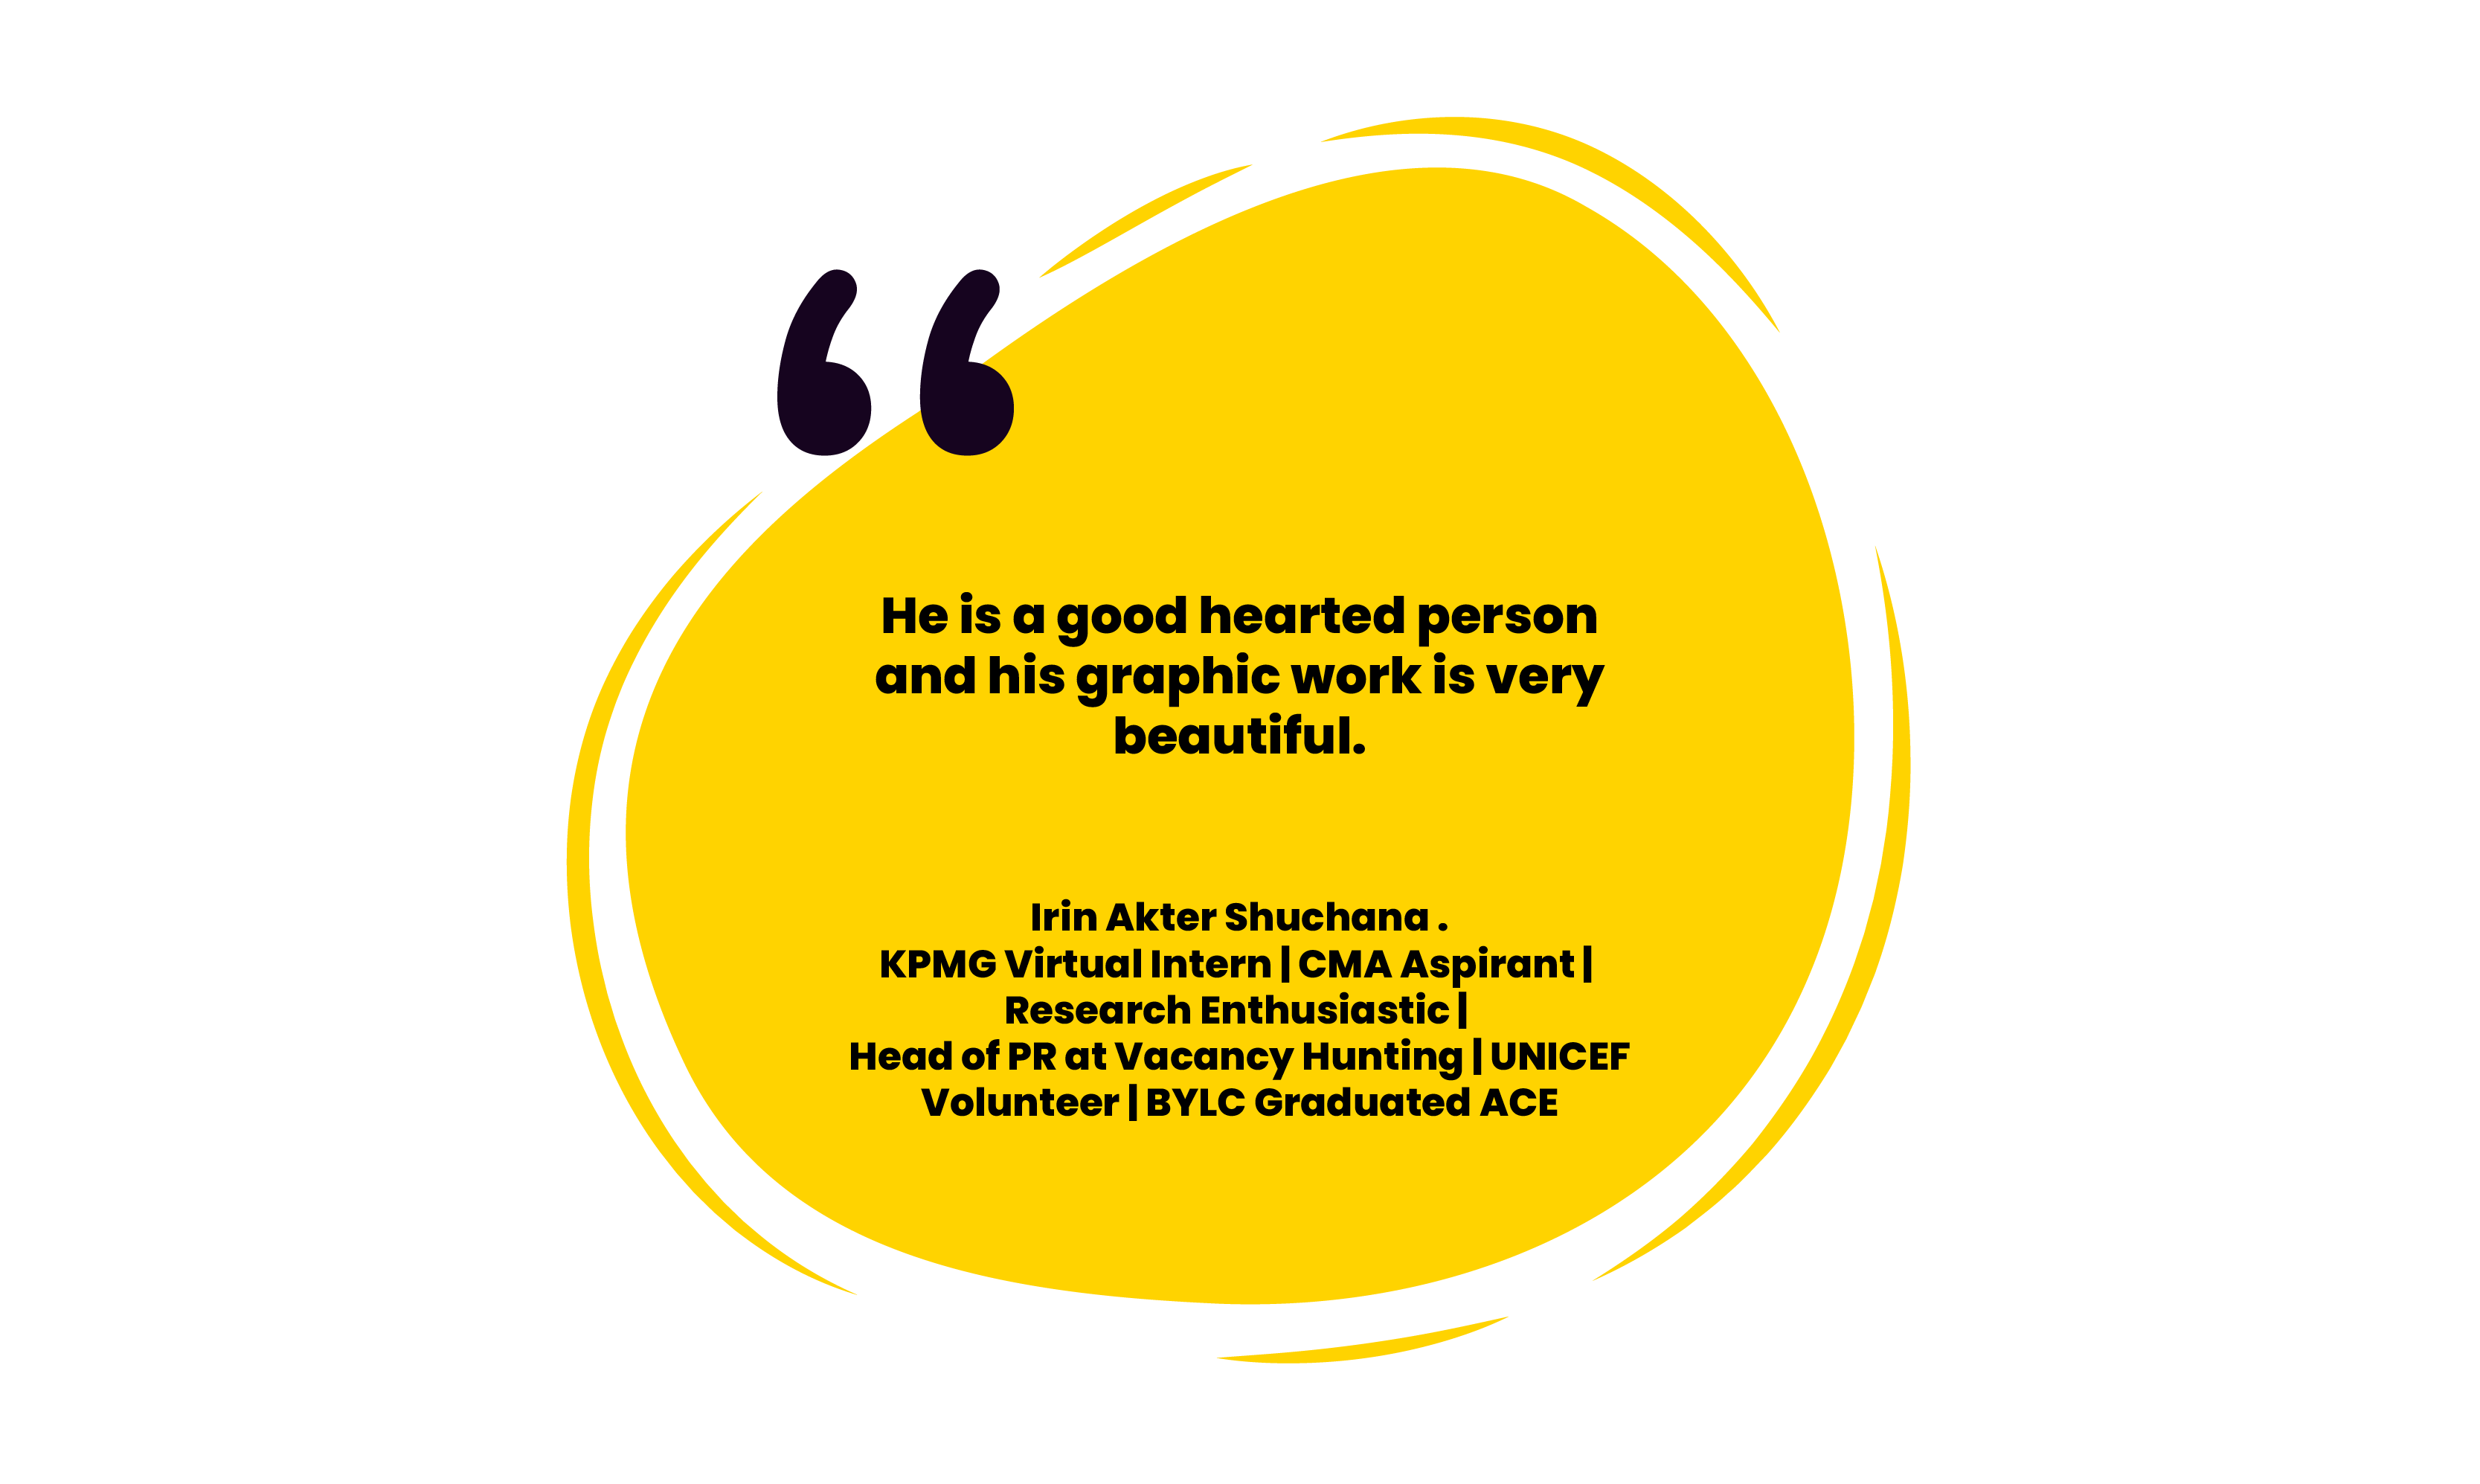 He is a good hearted person
and his graphic work is very
beautiful.
Irin Akter Shuchana .
KPMG Virtual Intern | CMA Aspirant |
Research Enthusiastic |
Head of PR at Vacancy Hunting | UNICEF
Volunteer | BYLC Graduated ACE